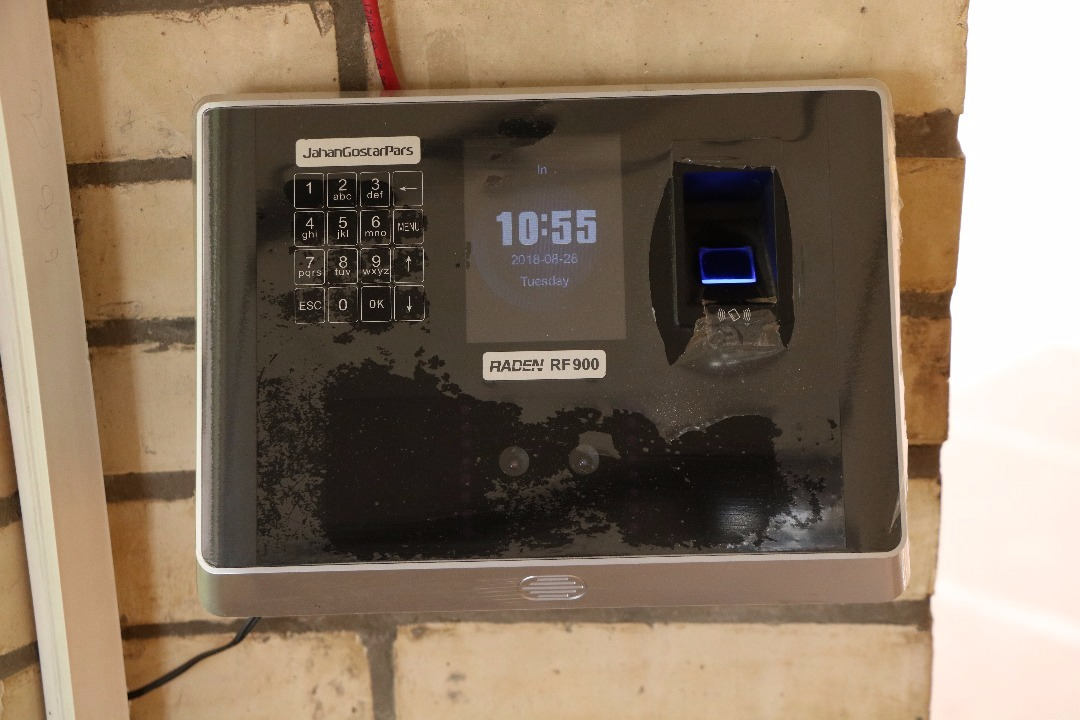 JahanGostarPars
1 2 abc 3 def ←
4 ghi 5 jkl 6 mno MENU
7 pqrs 8 tuv 9 wxyz ↑
ESC 0 OK ↓
In
10:55
2018-08-28
Tuesday
RADEN RF900